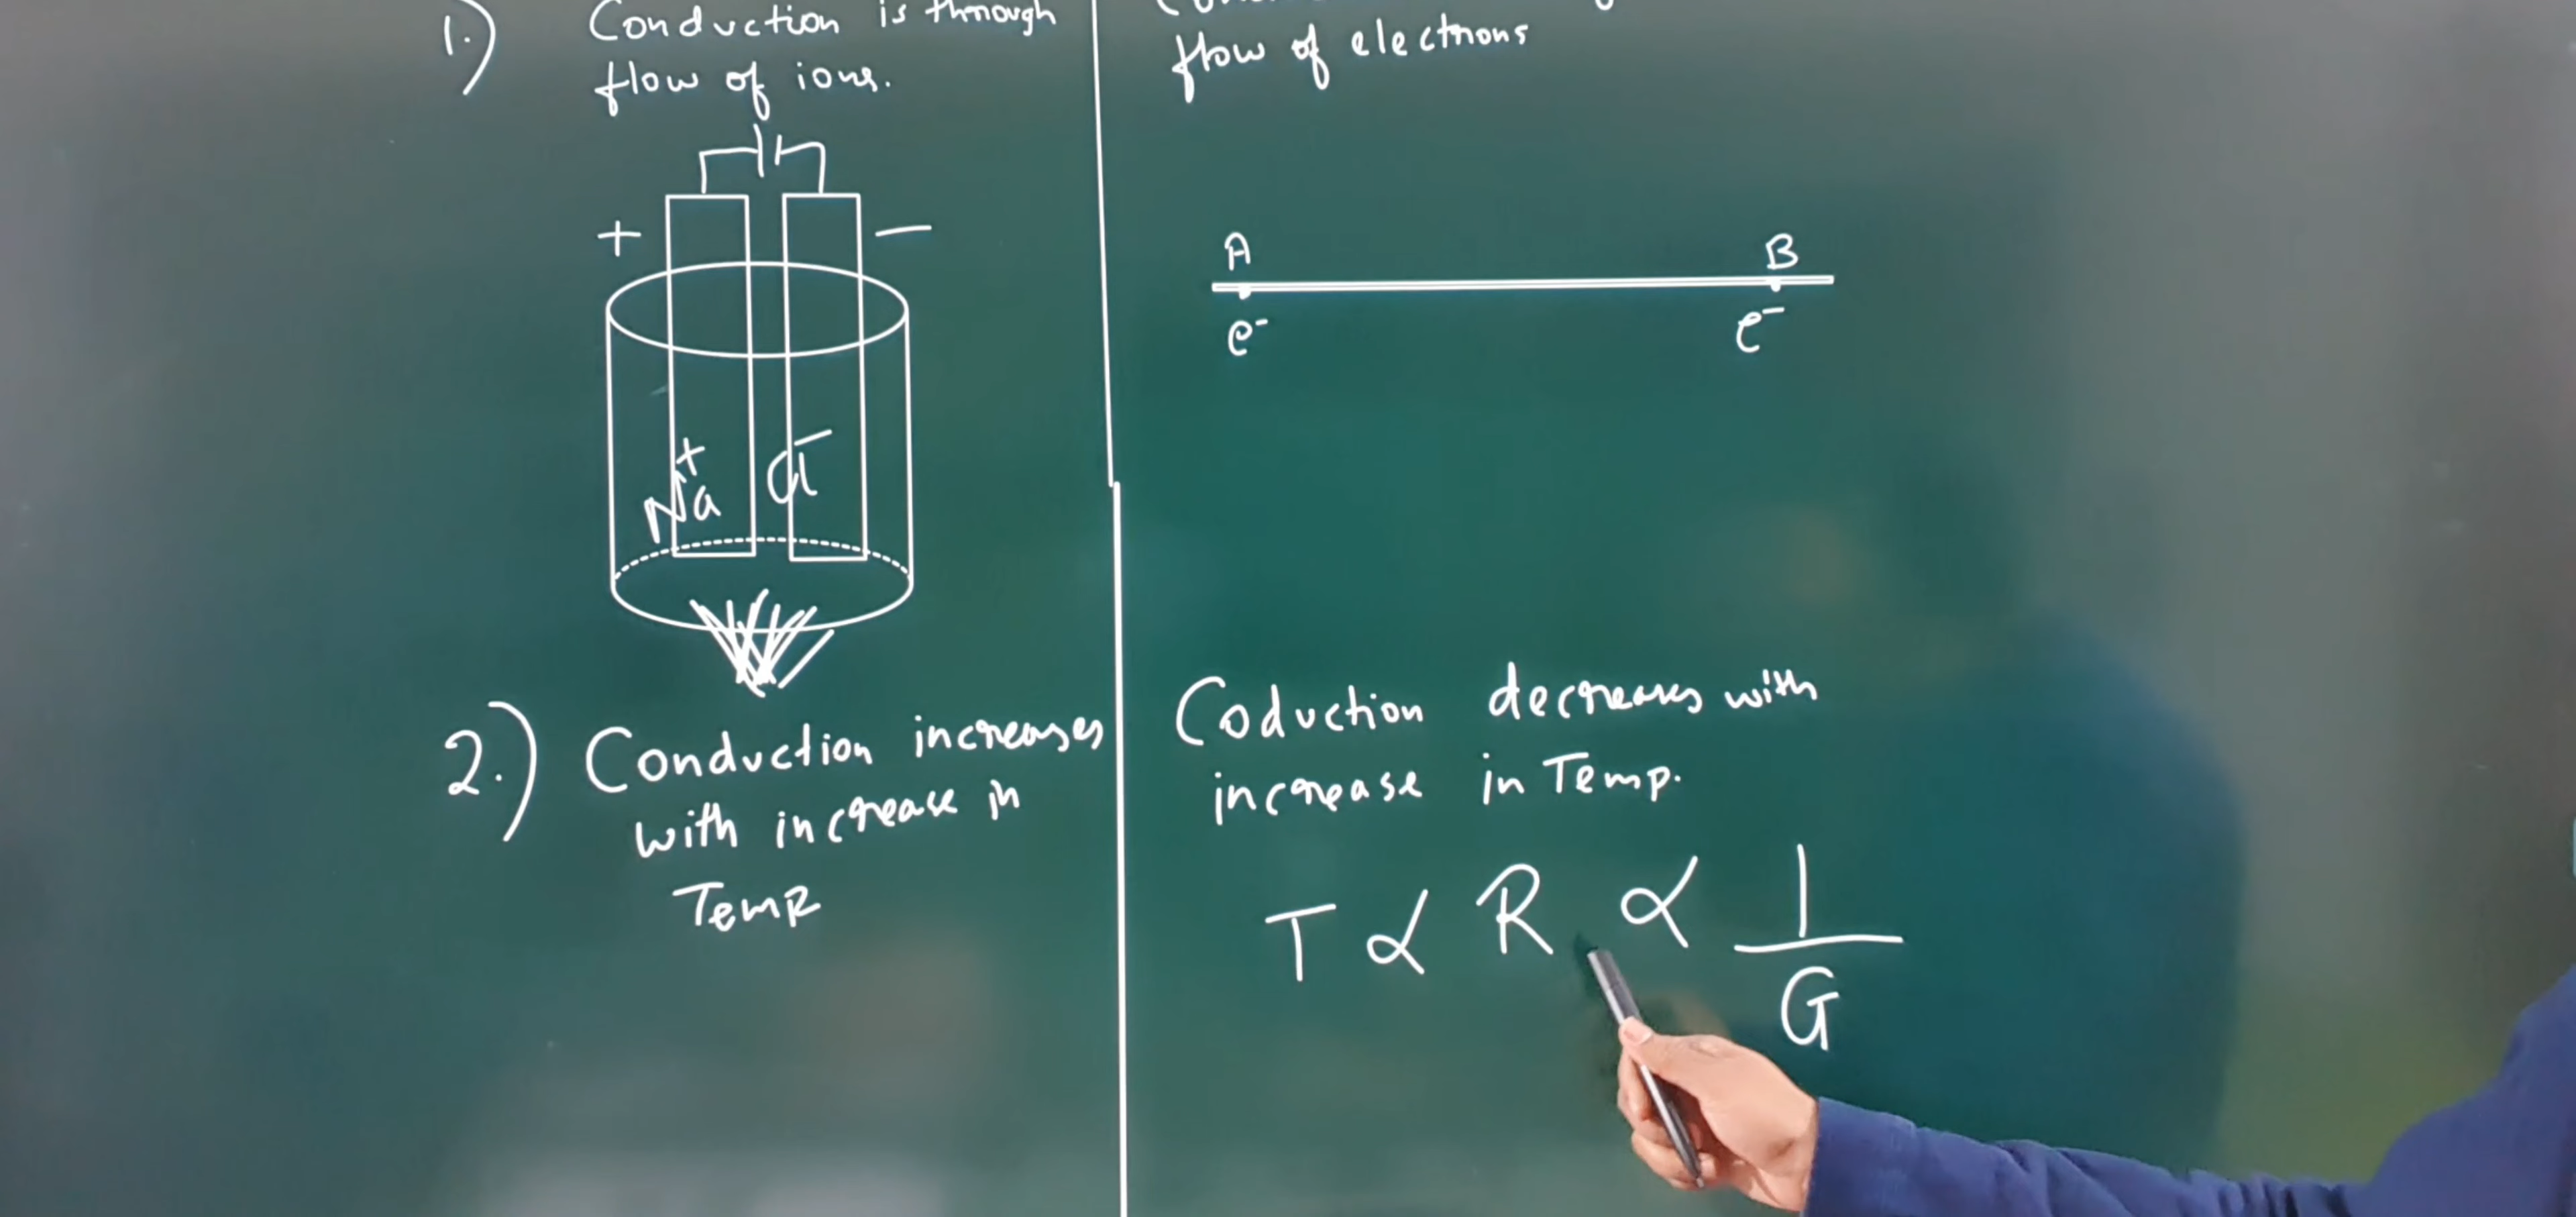 1.) Conduction is through
flow of ions.
+ −
Na+ Cl−
2.) Conduction increases
with increase in
Temp
flow of electrons
A B
e− e−
Coduction decreases with
increase in Temp.
T ∝ R ∝ 1/G